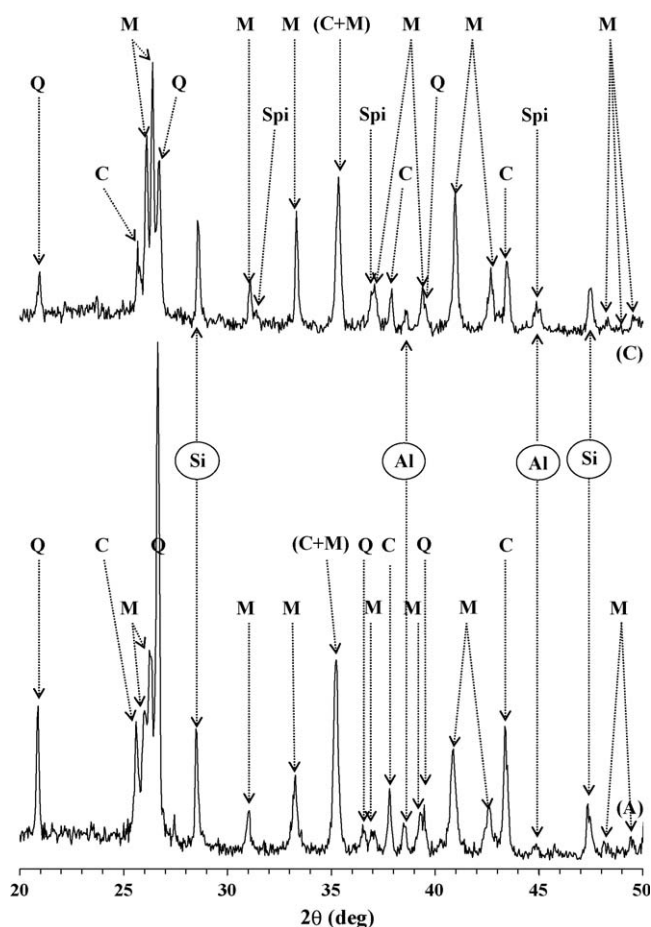 M M M (C+M) M M M
Q Q Spi Spi Q Spi
C C C
(C)
Si Al Al Si
Q C Q (C+M) Q C Q C
M M M M M M M
(A)
20 25 30 35 40 45 50
2θ (deg)